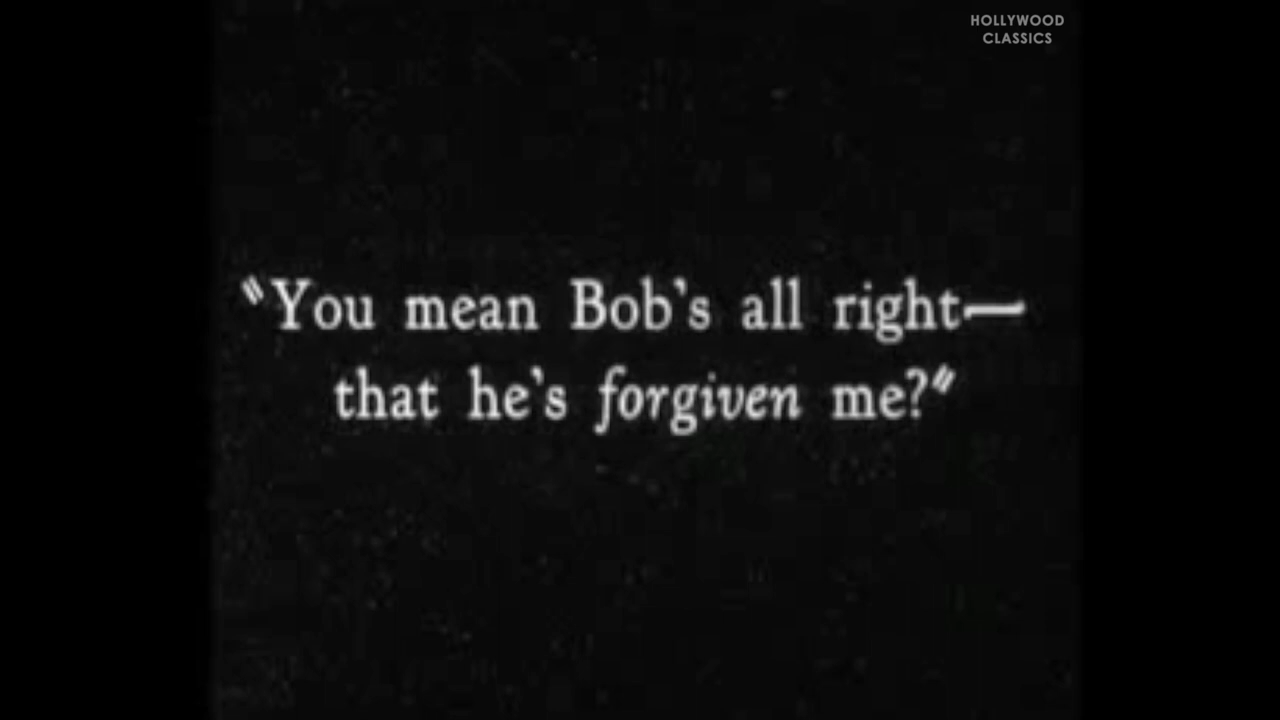 HOLLYWOOD
CLASSICS
"You mean Bob's all right—
that he's forgiven me?"